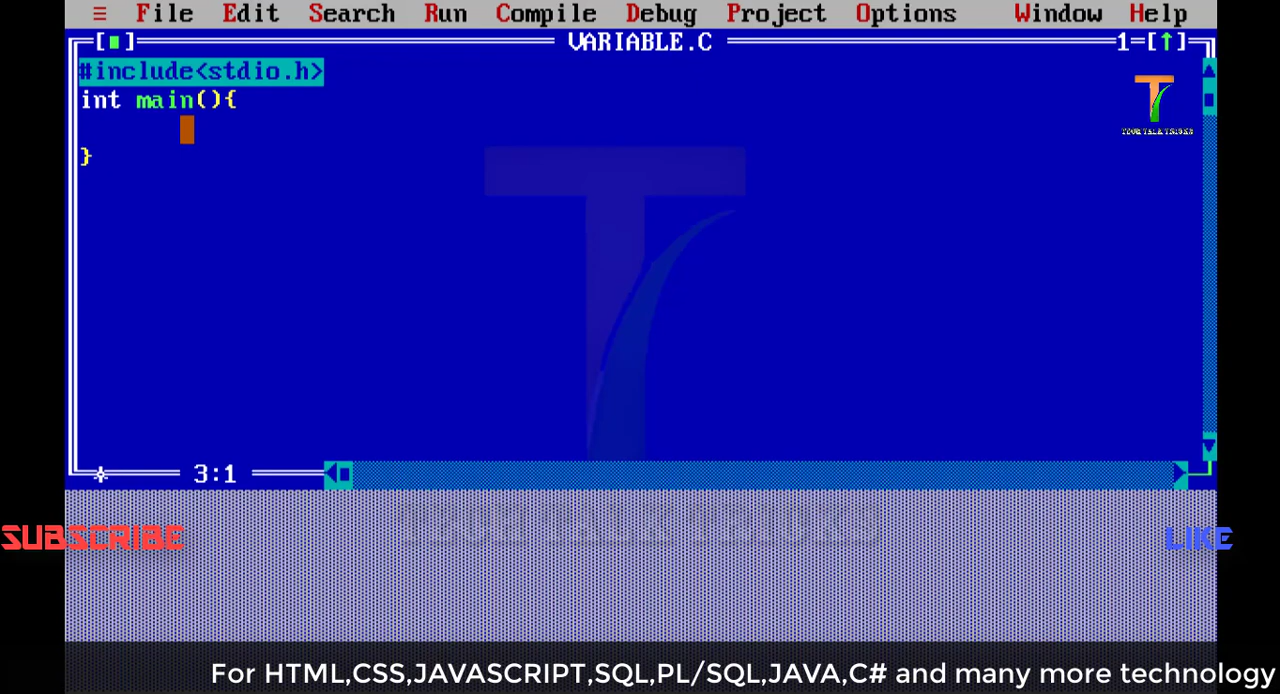 ≡ File Edit Search Run Compile Debug Project Options Window Help
[■] VARIABLE.C 1=[↑]
#include<stdio.h>
int main(){
}
3:1
SUBSCRIBE
LIKE
For HTML,CSS,JAVASCRIPT,SQL,PL/SQL,JAVA,C# and many more technology